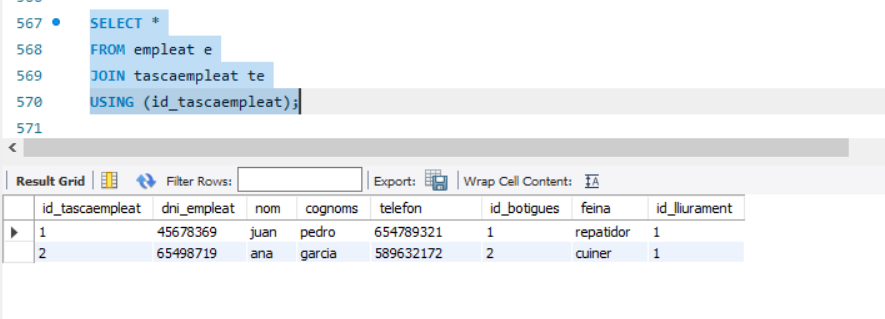 567 SELECT *
568 FROM empleat e
569 JOIN tascaempleat te
570 USING (id_tascaempleat);
571
Result Grid Filter Rows: Export: Wrap Cell Content:
id_tascaempleat dni_empleat nom cognoms telefon id_botigues feina id_lliurament
1 45678369 juan pedro 654789321 1 repatidor 1
2 65498719 ana garcia 589632172 2 cuiner 1